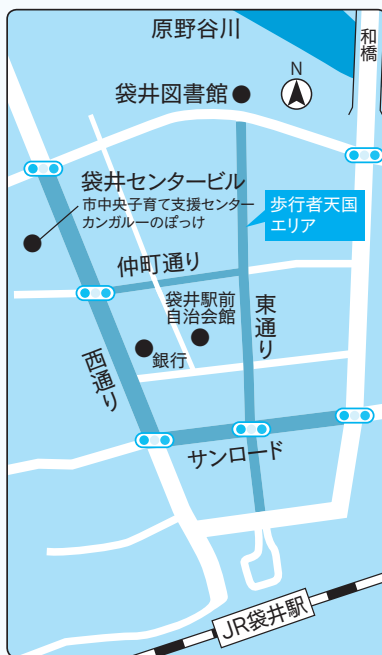 原野谷川
和橋
袋井図書館
N
袋井センタービル
市中央子育て支援センター
カンガルーのぽっけ
歩行者天国
エリア
仲町通り
袋井駅前
自治会館
東通り
銀行
西通り
サンロード
JR袋井駅